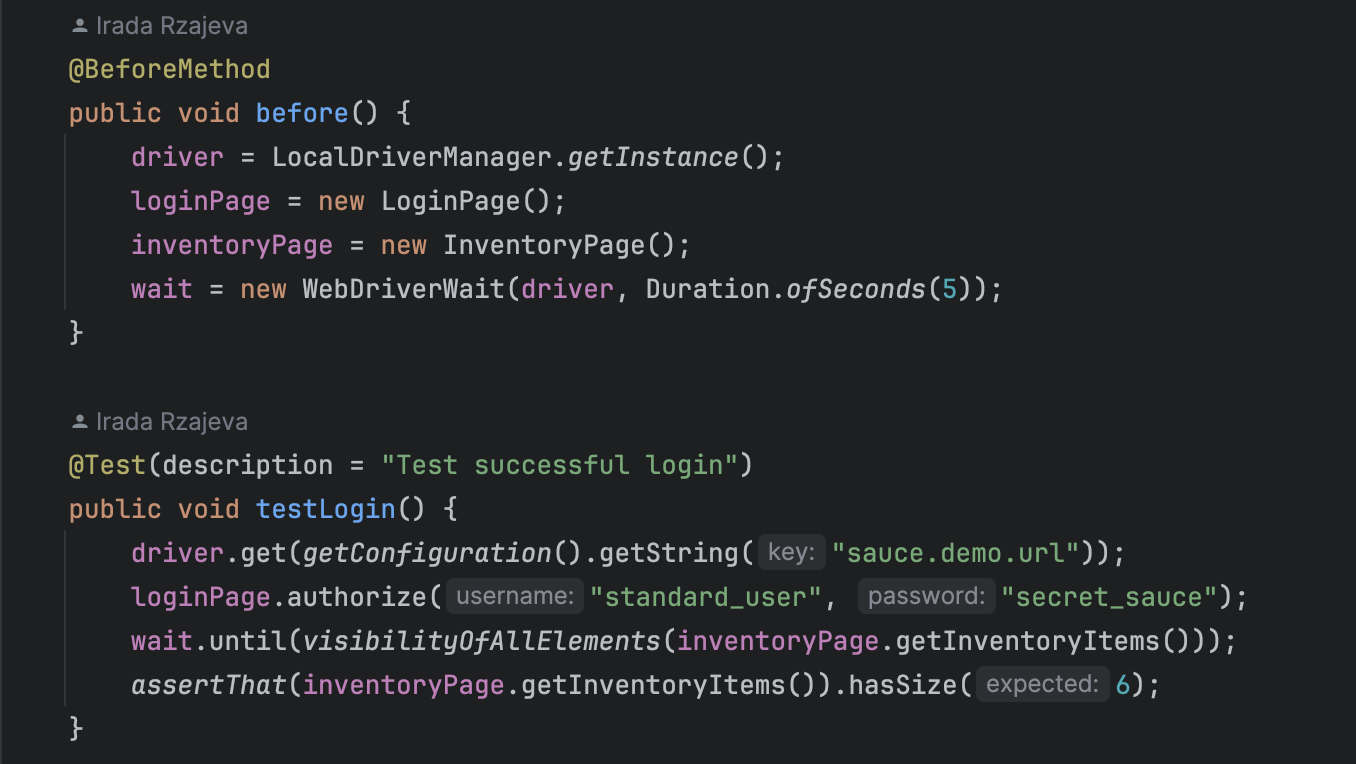 Irada Rzajeva
@BeforeMethod
public void before() {
driver = LocalDriverManager.getInstance();
loginPage = new LoginPage();
inventoryPage = new InventoryPage();
wait = new WebDriverWait(driver, Duration.ofSeconds(5));
}
Irada Rzajeva
@Test(description = "Test successful login")
public void testLogin() {
driver.get(getConfiguration().getString( key: "sauce.demo.url"));
loginPage.authorize( username: "standard_user", password: "secret_sauce");
wait.until(visibilityOfAllElements(inventoryPage.getInventoryItems()));
assertThat(inventoryPage.getInventoryItems()).hasSize( expected: 6);
}